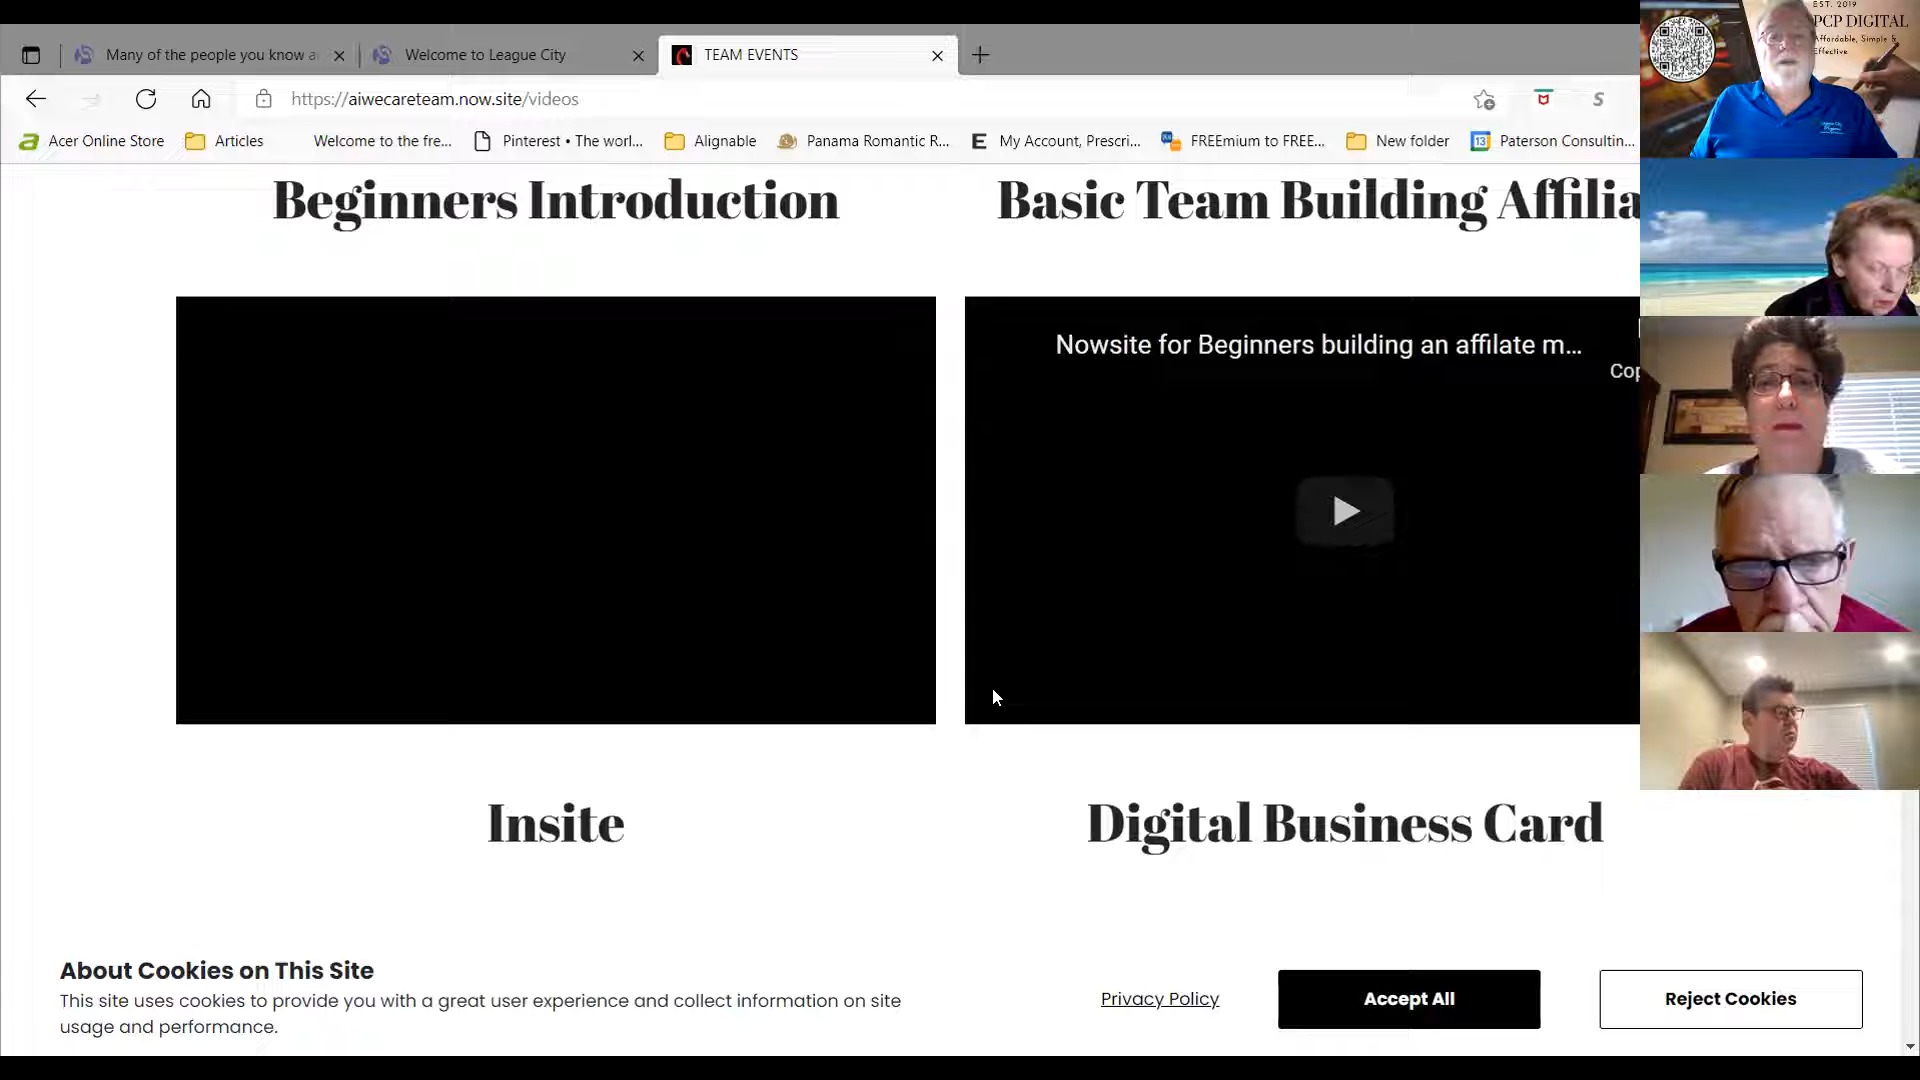 Many of the people you know a
Welcome to League City
TEAM EVENTS
https://aiwecareteam.now.site/videos
Acer Online Store
Articles
Welcome to the fre...
Pinterest • The worl...
Alignable
Panama Romantic R...
My Account, Prescri...
FREEmium to FREE...
New folder
Paterson Consultin...
EST. 2019
PCP DIGITAL
Affordable, Simple &
Effective
Beginners Introduction
Basic Team Building Affilia
Nowsite for Beginners building an affilate m...
Cop
Insite
Digital Business Card
About Cookies on This Site
This site uses cookies to provide you with a great user experience and collect information on site
usage and performance.
Privacy Policy
Accept All
Reject Cookies